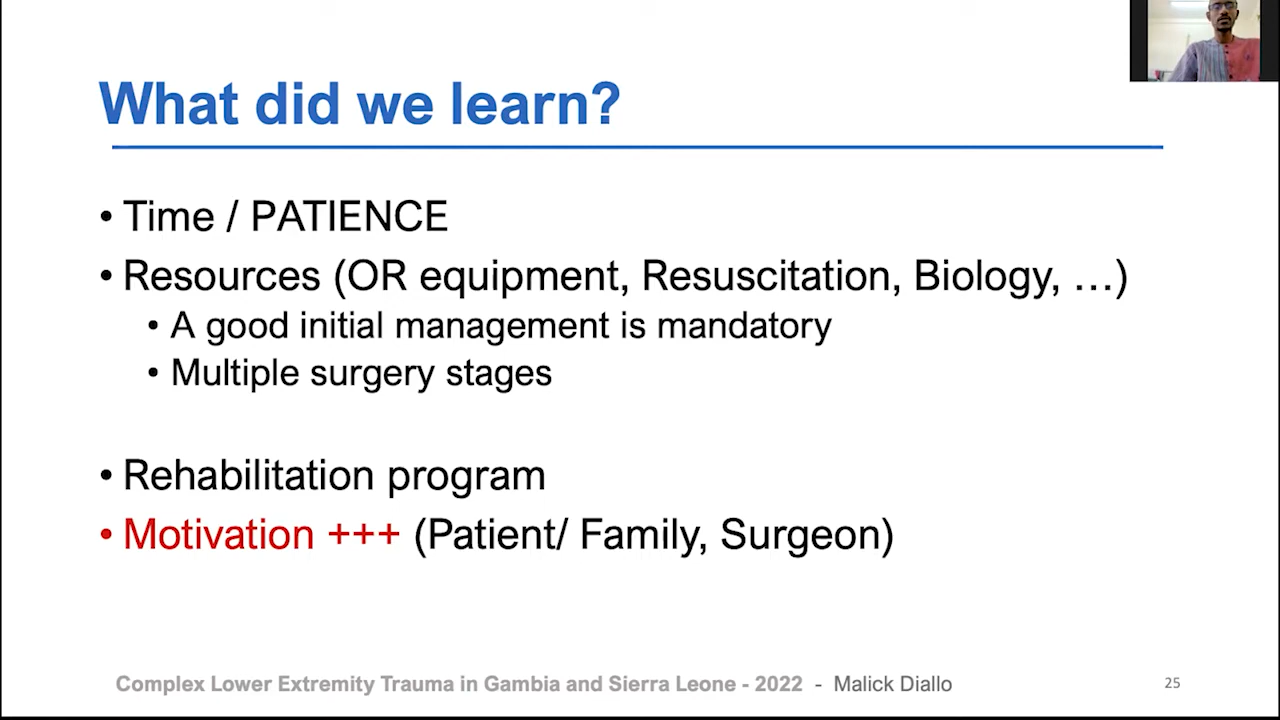 What did we learn?
• Time / PATIENCE
• Resources (OR equipment, Resuscitation, Biology, …)
• A good initial management is mandatory
• Multiple surgery stages
• Rehabilitation program
• Motivation +++ (Patient/ Family, Surgeon)
Complex Lower Extremity Trauma in Gambia and Sierra Leone - 2022 - Malick Diallo
25